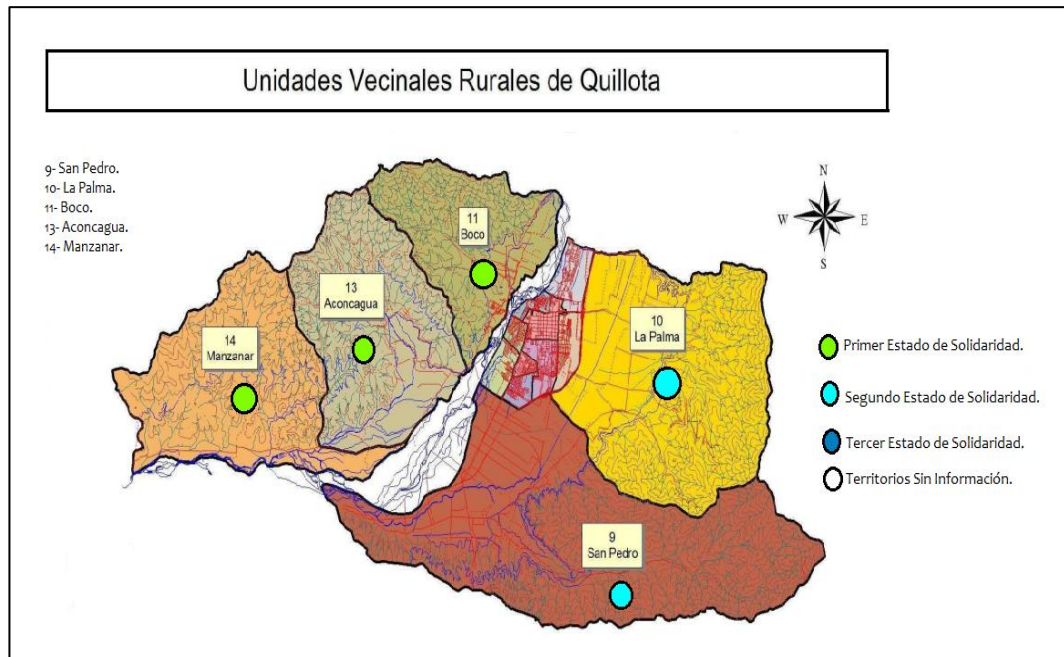 Unidades Vecinales Rurales de Quillota
9- San Pedro.
10- La Palma.
11- Boco.
13- Aconcagua.
14- Manzanar.
N
W
E
S
11
Boco
13
Aconcagua
10
La Palma
14
Manzanar
9
San Pedro
Primer Estado de Solidaridad.
Segundo Estado de Solidaridad.
Tercer Estado de Solidaridad.
Territorios Sin Información.